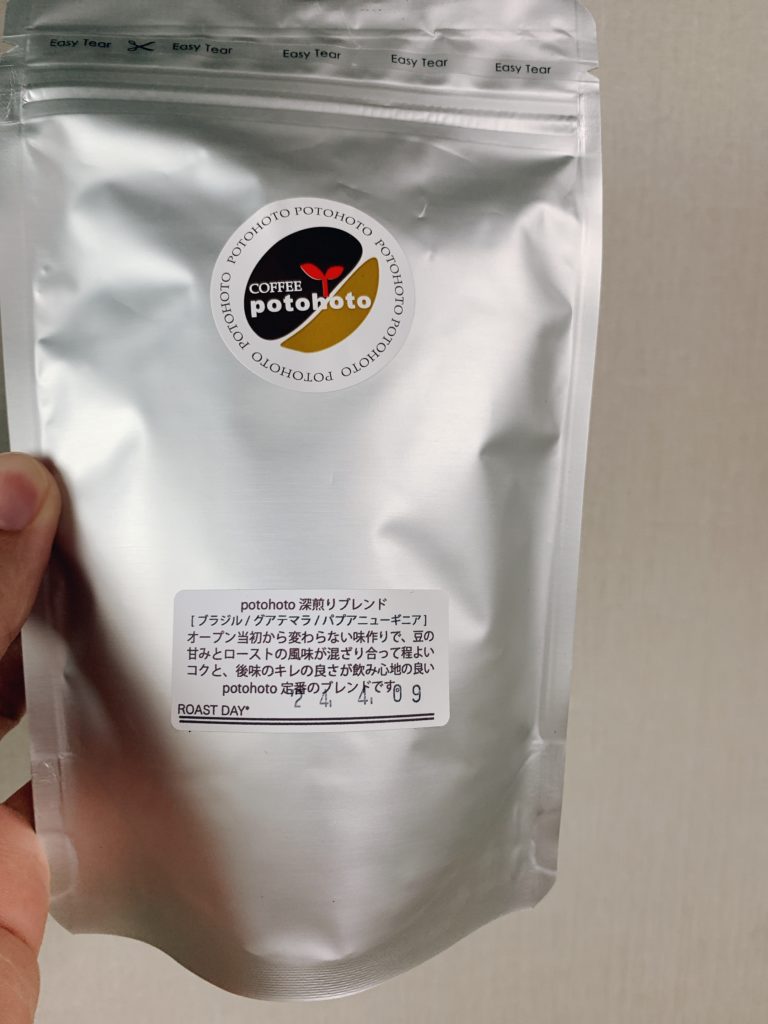 Easy Tear Easy Tear Easy Tear Easy Tear Easy Tear
POTOHOTO POTOHOTO POTOHOTO POTOHOTO POTOHOTO POTOHOTO POTOHOTO
COFFEE
potohoto
potohoto 深煎りブレンド
[ ブラジル / グアテマラ / パプアニューギニア ]
オープン当初から変わらない味作りで、豆の
甘みとローストの風味が混ざり合って程よい
コクと、後味のキレの良さが飲み心地の良い
potohoto 定番のブレンドです。
24. 4. 09
ROAST DAY*